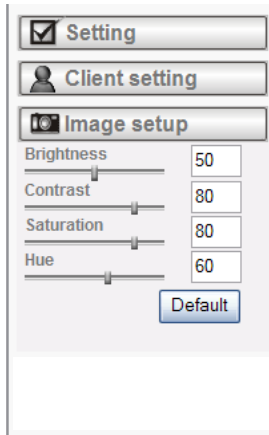 Setting
Client setting
Image setup
Brightness 50
Contrast 80
Saturation 80
Hue 60
Default